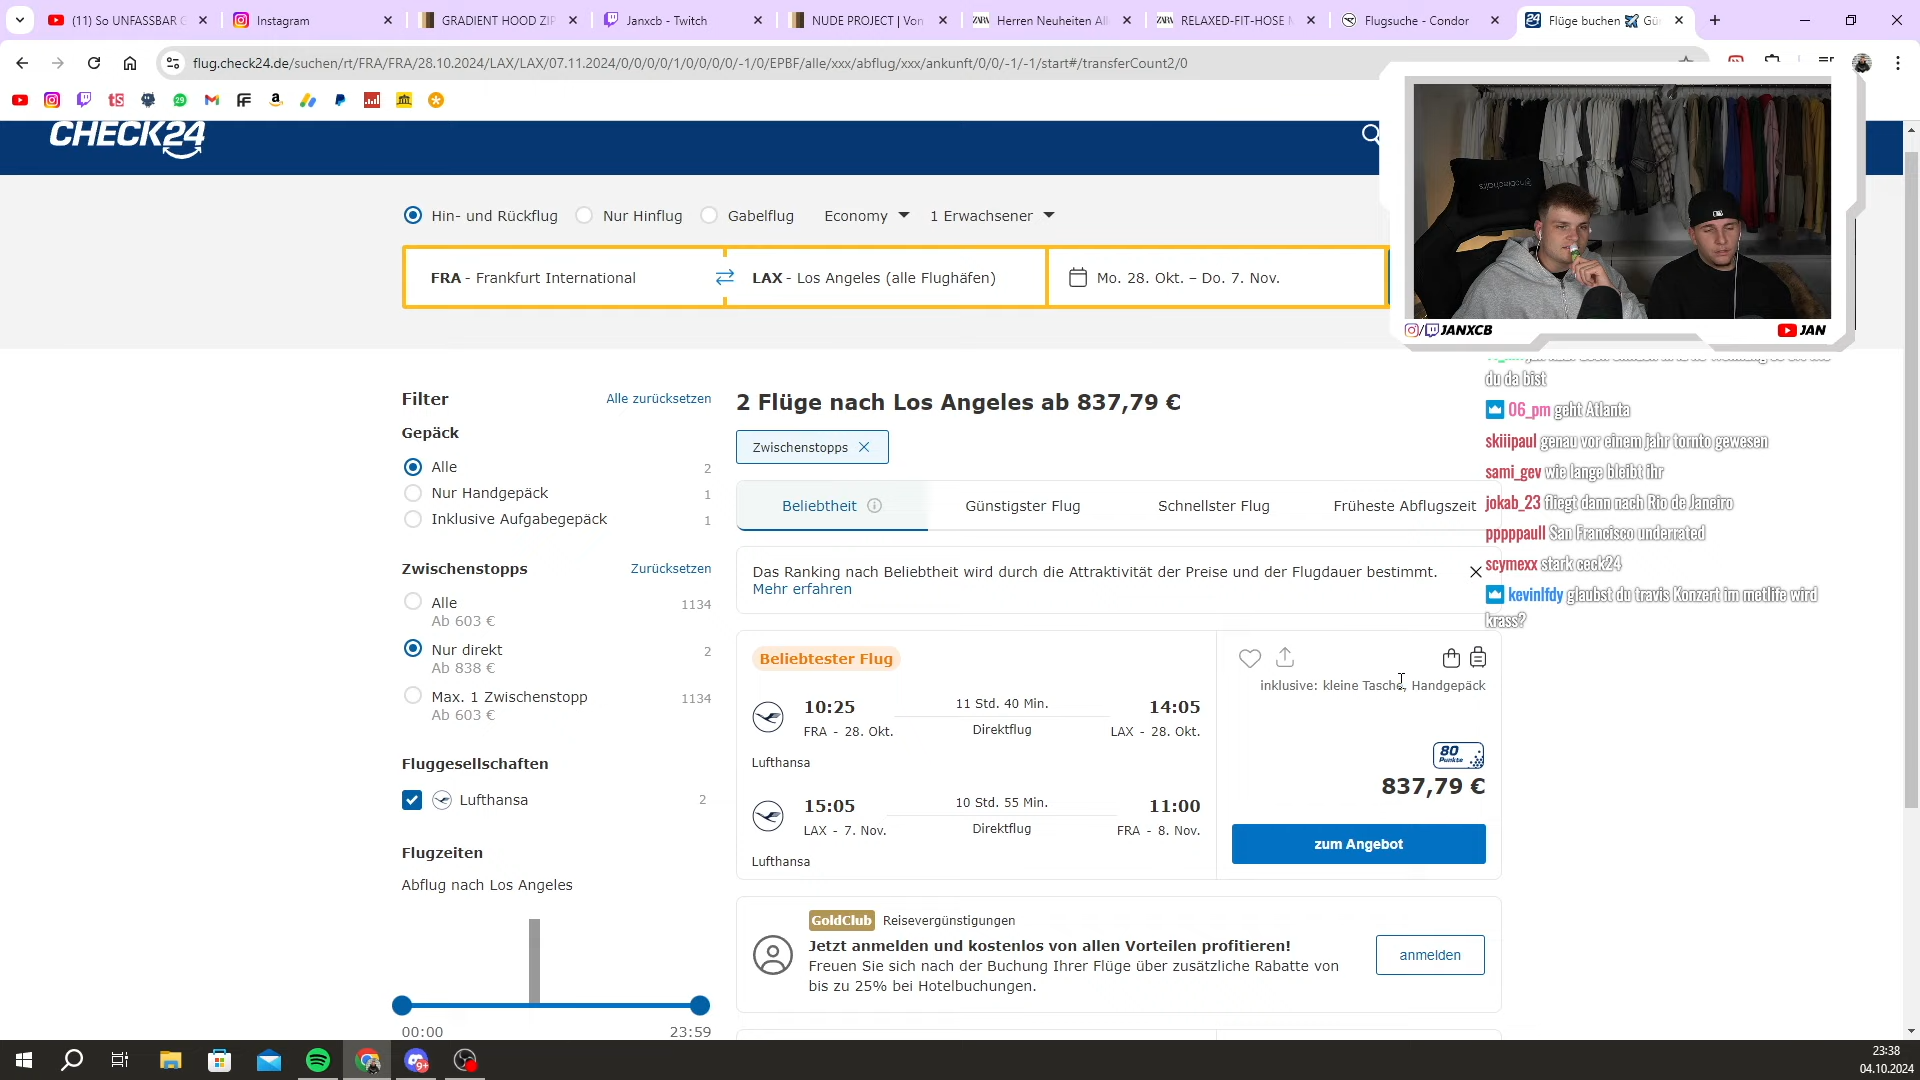 (11) So UNFASSBAR G
Instagram
GRADIENT HOOD ZIP
Janxcb - Twitch
NUDE PROJECT | Von
ZARA
Herren Neuheiten All
ZARA
RELAXED-FIT-HOSE M
Flugsuche - Condor
24
Flüge buchen
Gün
flug.check24.de/suchen/rt/FRA/FRA/28.10.2024/LAX/LAX/07.11.2024/0/0/0/0/1/0/0/0/0/-1/0/EPBF/alle/xxx/abflug/xxx/ankunft/0/0/-1/-1/start#/transferCount2/0
CHECK24
Hin- und Rückflug
Nur Hinflug
Gabelflug
Economy
1 Erwachsener
FRA - Frankfurt International
LAX - Los Angeles (alle Flughäfen)
Mo. 28. Okt. – Do. 7. Nov.
/JANXCB
JAN
du da bist
06_pm geht Atlanta
skiiipaul genau vor einem jahr tornto gewesen
sami_gev wie lange bleibt ihr
jokab_23 fliegt dann nach Rio de Janeiro
pppppaull San Francisco underrated
scymexx stark ceck24
kevinlfdy glaubst du travis Konzert im metlife wird
krass?
Filter
Alle zurücksetzen
Gepäck
Alle
2
Nur Handgepäck
1
Inklusive Aufgabegepäck
1
Zwischenstopps
Zurücksetzen
Alle
1134
Ab 603 €
Nur direkt
2
Ab 838 €
Max. 1 Zwischenstopp
1134
Ab 603 €
Fluggesellschaften
Lufthansa
2
Flugzeiten
Abflug nach Los Angeles
00:00
23:59
2 Flüge nach Los Angeles ab 837,79 €
Zwischenstopps
Beliebtheit
Günstigster Flug
Schnellster Flug
Früheste Abflugszeit
Das Ranking nach Beliebtheit wird durch die Attraktivität der Preise und der Flugdauer bestimmt.
Mehr erfahren
Beliebtester Flug
10:25
11 Std. 40 Min.
14:05
FRA - 28. Okt.
Direktflug
LAX - 28. Okt.
Lufthansa
15:05
10 Std. 55 Min.
11:00
LAX - 7. Nov.
Direktflug
FRA - 8. Nov.
Lufthansa
inklusive: kleine Tasche, Handgepäck
80
Punkte
837,79 €
zum Angebot
GoldClub Reisevergünstigungen
Jetzt anmelden und kostenlos von allen Vorteilen profitieren!
Freuen Sie sich nach der Buchung Ihrer Flüge über zusätzliche Rabatte von
bis zu 25% bei Hotelbuchungen.
anmelden
23:38
04.10.2024